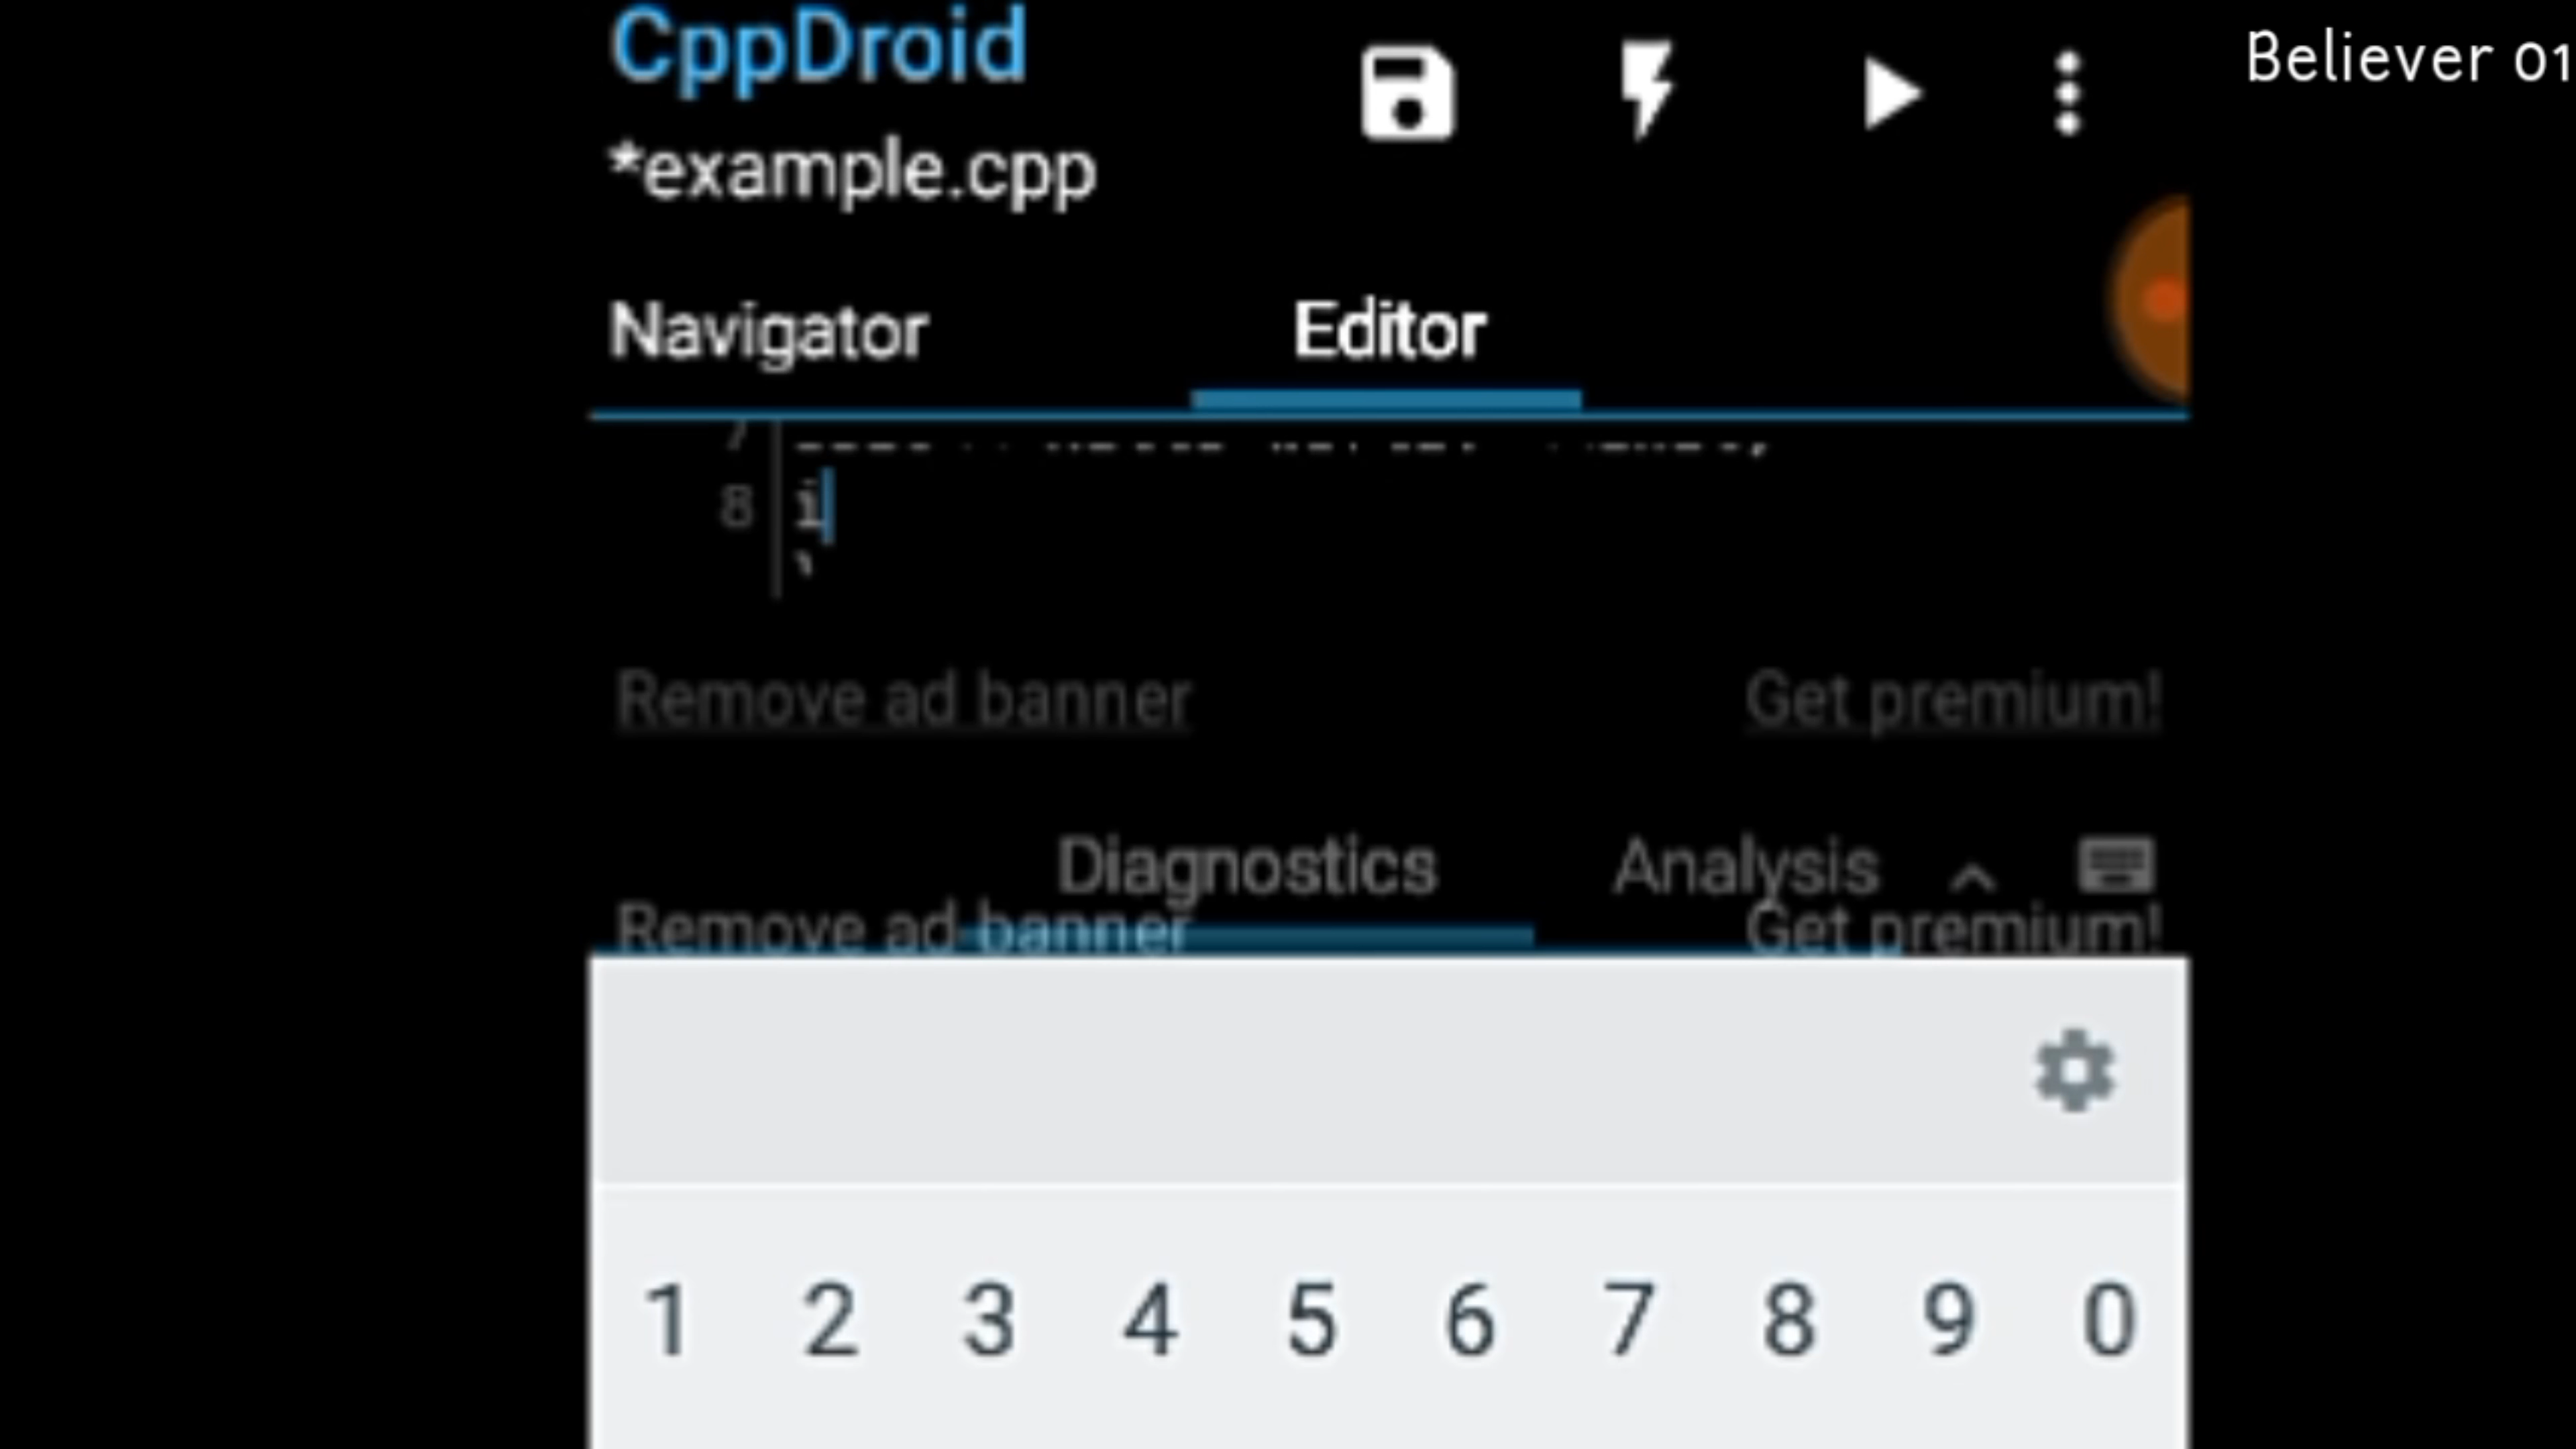 CppDroid
Believer 01
*example.cpp
Navigator Editor
7
8 i
Remove ad banner Get premium!
Diagnostics Analysis
Remove ad banner Get premium!
1 2 3 4 5 6 7 8 9 0